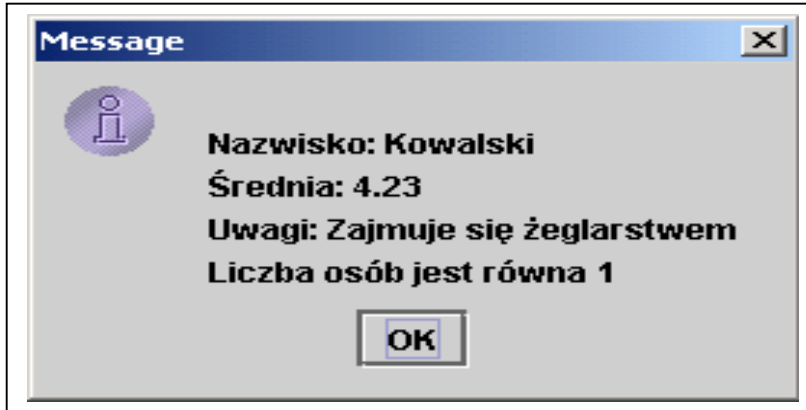 Message
Nazwisko: Kowalski
Średnia: 4.23
Uwagi: Zajmuje się żeglarstwem
Liczba osób jest równa 1
OK